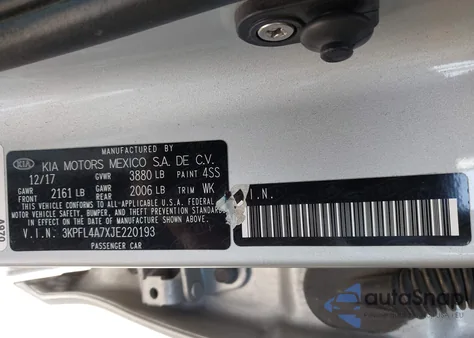 MANUFACTURED BY
KIA KIA MOTORS MEXICO S.A. DE C.V.
12/17 GVWR 3880 LB PAINT 4SS
GAWR FRONT 2161 LB GAWR REAR 2006 LB TRIM WK
THIS VEHICLE CONFORMS TO ALL-APPLICABLE U.S.A. FEDERAL
MOTOR VEHICLE SAFETY, BUMPER, AND THEFT PREVENTION STANDARDS
IN EFFECT ON THE DATE OF MANUFACTURE SHOWN ABOVE.
V.I.N. 3KPFL4A7XJE220193
PASSENGER CAR
V.I.N.
A970
autoSnap